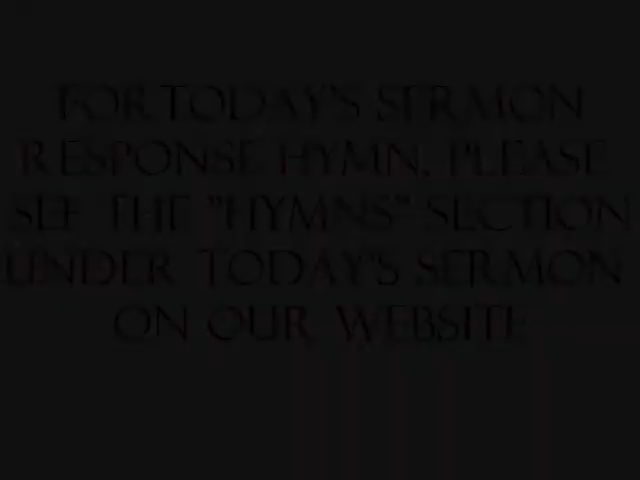 FOR TODAY'S SERMON
RESPONSE HYMN, PLEASE
SEE THE "HYMNS" SECTION
UNDER TODAY'S SERMON
ON OUR WEBSITE